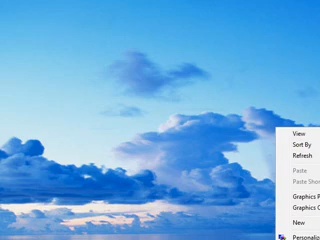 View
Sort By
Refresh
Paste
Paste Shor
Graphics P
Graphics O
New
Personaliz